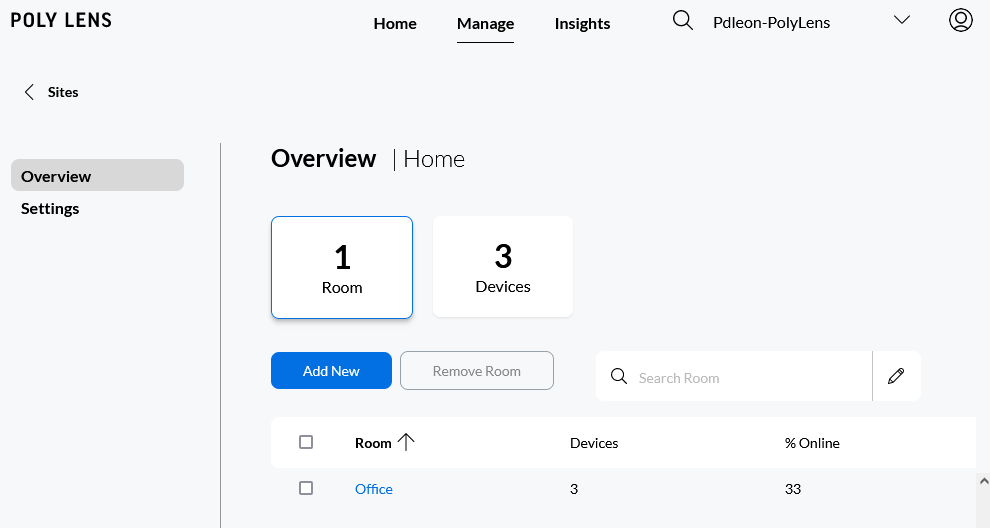 POLY LENS
Home Manage Insights Pdleon-PolyLens
Sites
Overview
Settings
Overview | Home
1
Room
3
Devices
Add New Remove Room Search Room
Room Devices % Online
Office 3 33